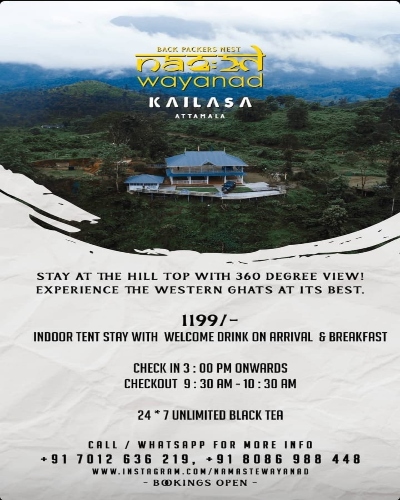 BACK PACKERS NEST
नमस्ते
wayanad
KAILASA
ATTAMALA
STAY AT THE HILL TOP WITH 360 DEGREE VIEW!
EXPERIENCE THE WESTERN GHATS AT ITS BEST.
1199/-
INDOOR TENT STAY WITH WELCOME DRINK ON ARRIVAL & BREAKFAST
CHECK IN 3 : 00 PM ONWARDS
CHECKOUT 9 : 30 AM - 10 : 30 AM
24 * 7 UNLIMITED BLACK TEA
CALL / WHATSAPP FOR MORE INFO
+91 7012 636 219, +91 8086 988 448
WWW.INSTAGRAM.COM/NAMASTEWAYANAD
- BOOKINGS OPEN -